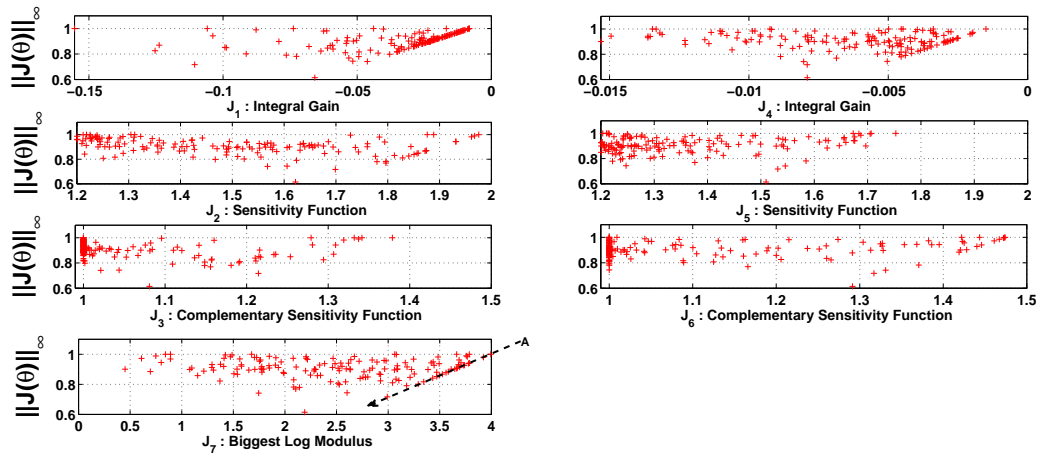 ||J(θ)||∞
1
0.8
0.6
−0.15 −0.1 −0.05 0
J1 : Integral Gain
1
0.8
0.6
−0.015 −0.01 −0.005 0
J4 : Integral Gain
||J(θ)||∞
1
0.8
0.6
1.2 1.3 1.4 1.5 1.6 1.7 1.8 1.9 2
J2 : Sensitivity Function
1
0.8
0.6
1.2 1.3 1.4 1.5 1.6 1.7 1.8 1.9 2
J5 : Sensitivity Function
||J(θ)||∞
1
0.8
0.6
1 1.1 1.2 1.3 1.4 1.5
J3 : Complementary Sensitivity Function
1
0.8
0.6
1 1.1 1.2 1.3 1.4 1.5
J6 : Complementary Sensitivity Function
||J(θ)||∞
1
0.8
0.6
A
0 0.5 1 1.5 2 2.5 3 3.5 4
J7 : Biggest Log Modulus